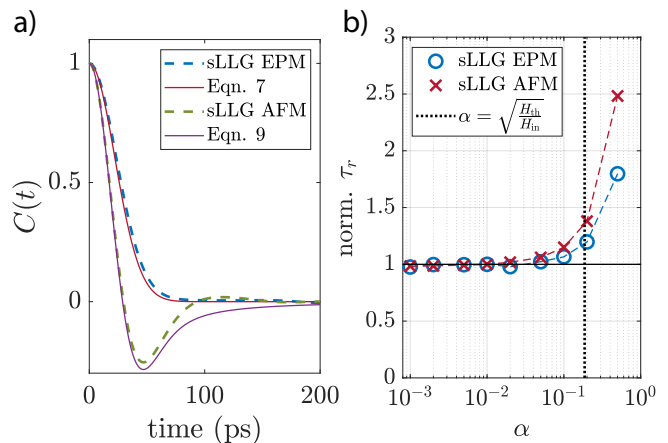 a)
sLLG EPM
Eqn. 7
sLLG AFM
Eqn. 9
1
0.5
0
C(t)
0
100
200
time (ps)
b)
sLLG EPM
sLLG AFM
α = √(H_th/H_in)
3
2.5
2
1.5
1
0.5
0
norm. τ_r
10^-3
10^-2
10^-1
10^0
α